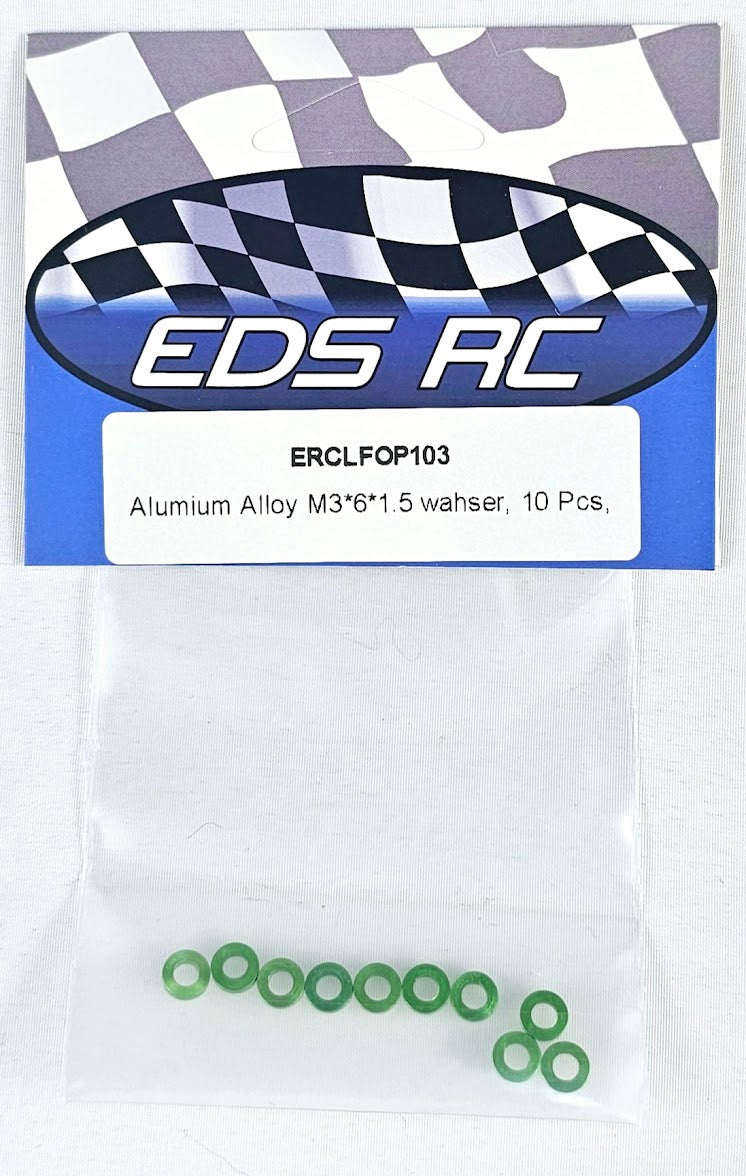 EDS RC
ERCLFOP103
Alumium Alloy M3*6*1.5 wahser, 10 Pcs,